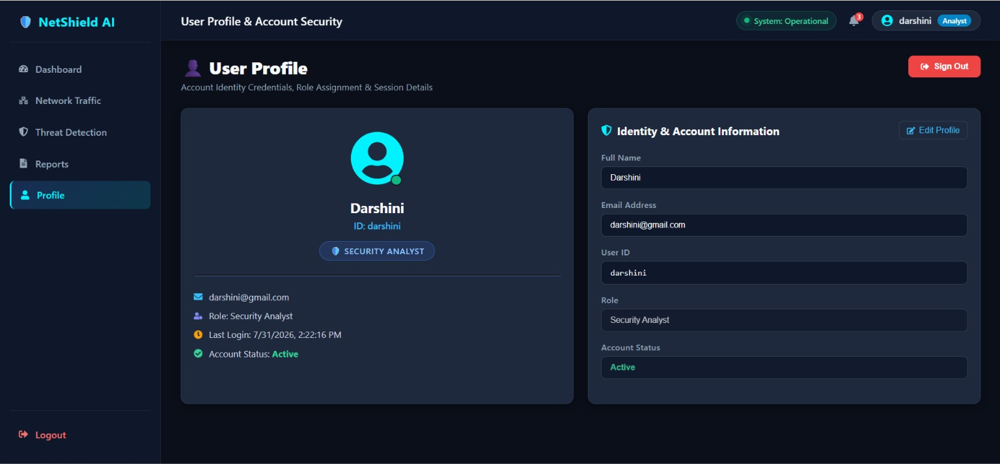 NetShield AI
Dashboard
Network Traffic
Threat Detection
Reports
Profile
Logout
User Profile & Account Security
System: Operational
3
darshini Analyst
User Profile
Account Identity Credentials, Role Assignment & Session Details
Sign Out
Darshini
ID: darshini
SECURITY ANALYST
darshini@gmail.com
Role: Security Analyst
Last Login: 7/31/2026, 2:22:16 PM
Account Status: Active
Identity & Account Information
Edit Profile
Full Name
Darshini
Email Address
darshini@gmail.com
User ID
darshini
Role
Security Analyst
Account Status
Active